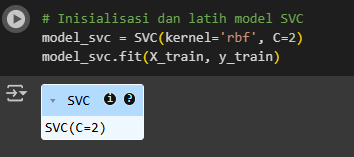 # Inisialisasi dan latih model SVC
model_svc = SVC(kernel='rbf', C=2)
model_svc.fit(X_train, y_train)
SVC i ?
SVC(C=2)